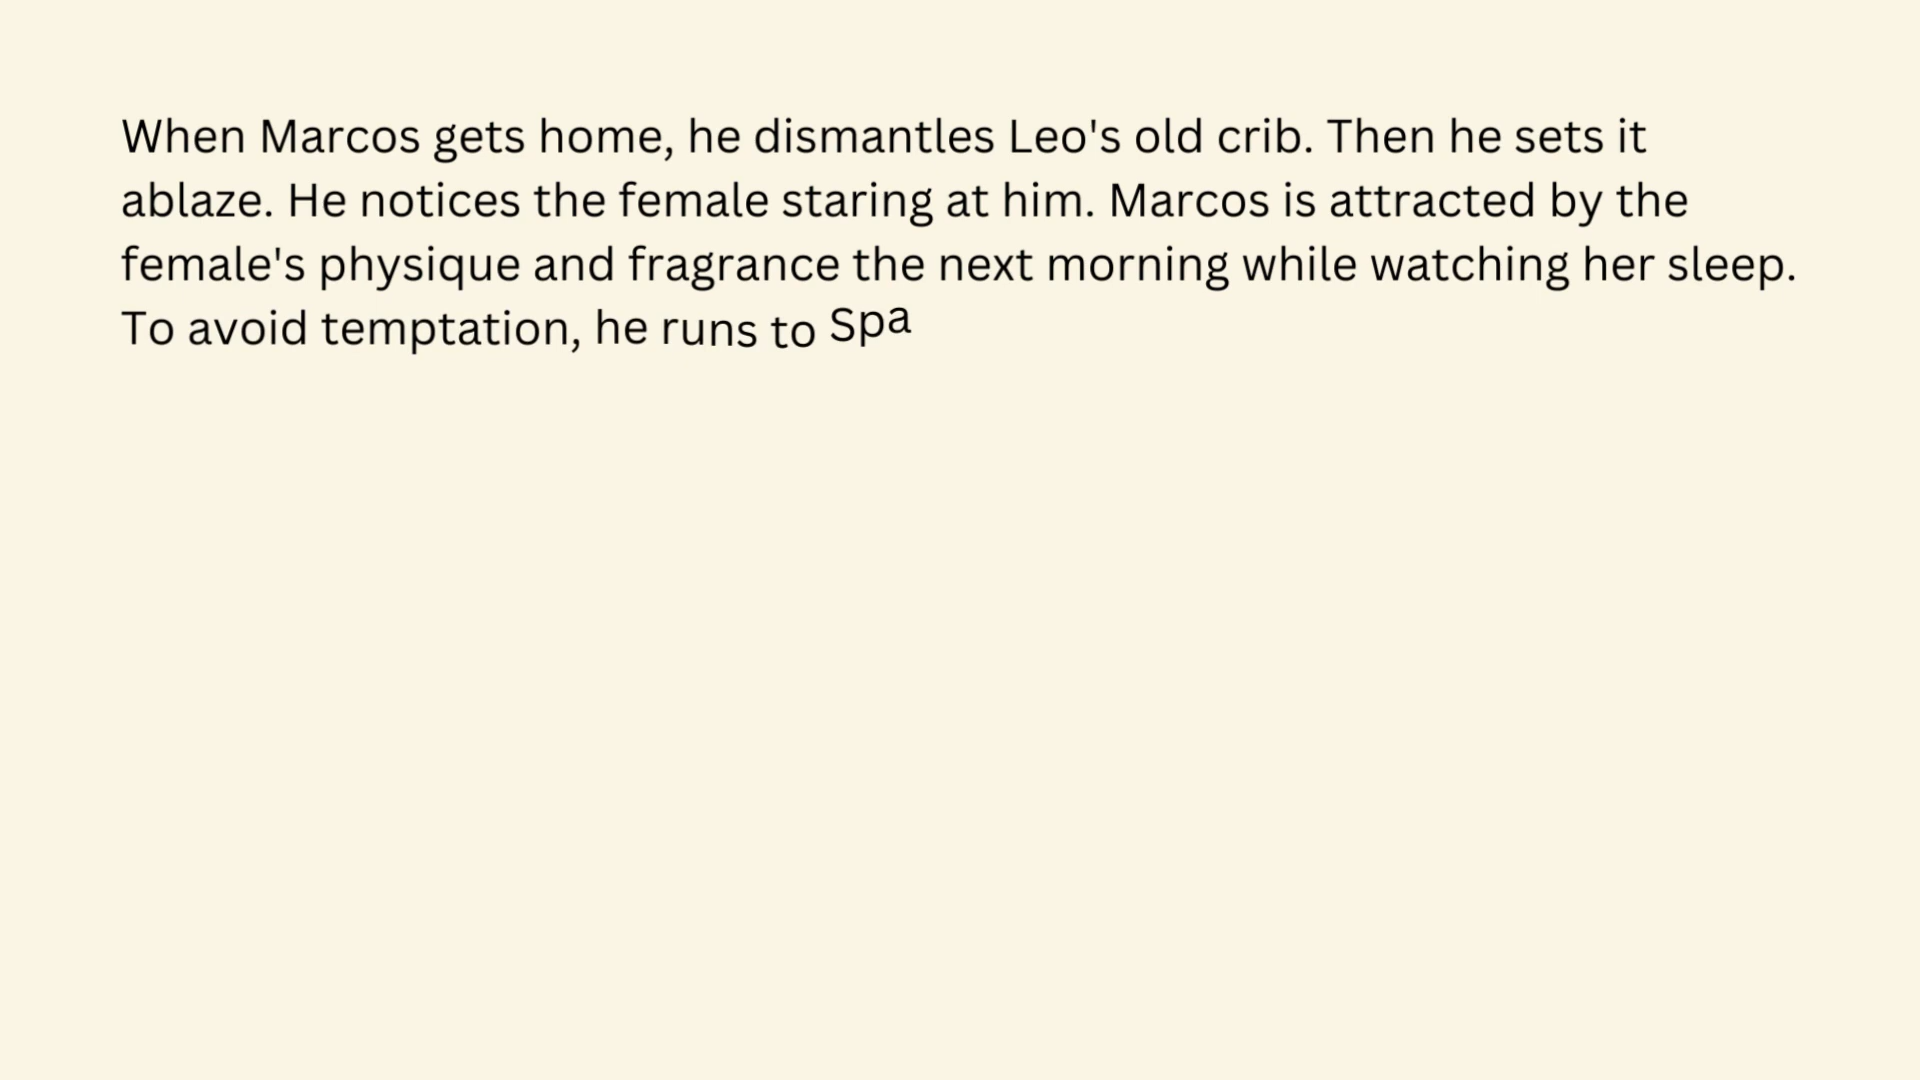 When Marcos gets home, he dismantles Leo's old crib. Then he sets it
ablaze. He notices the female staring at him. Marcos is attracted by the
female's physique and fragrance the next morning while watching her sleep.
To avoid temptation, he runs to Spa